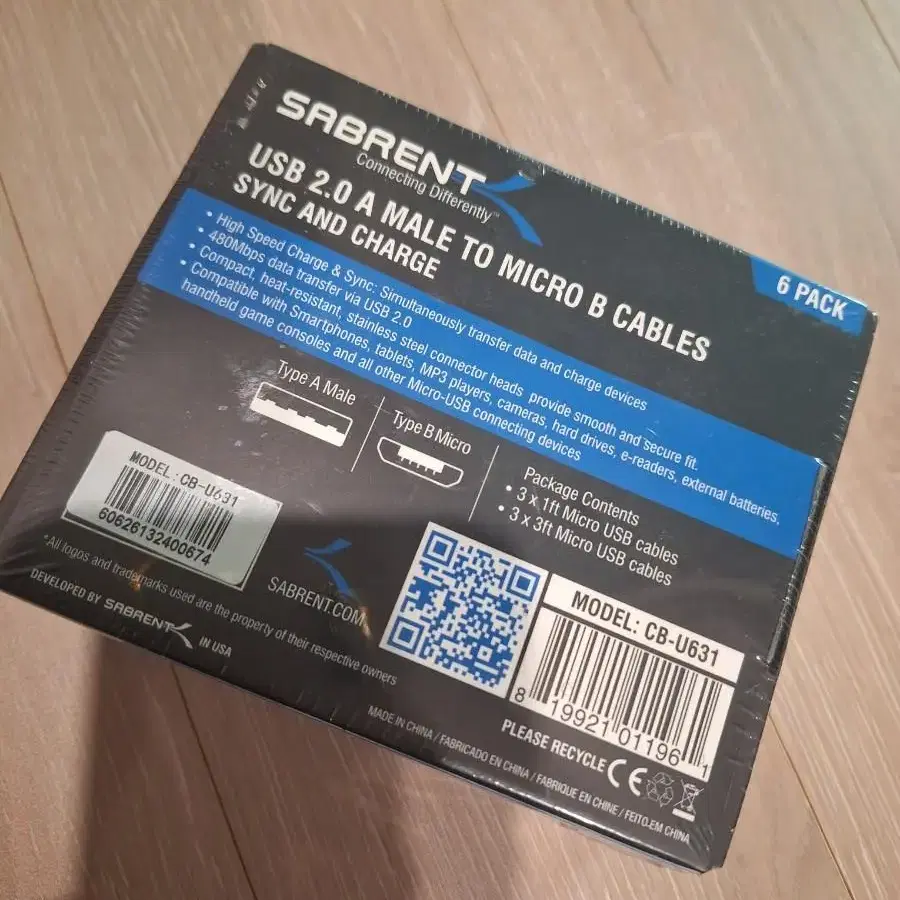 SABRENT
Connecting Differently™
USB 2.0 A MALE TO MICRO B CABLES
SYNC AND CHARGE
6 PACK
• High Speed Charge & Sync: Simultaneously transfer data and charge devices
• 480Mbps data transfer via USB 2.0
• Compact, heat-resistant, stainless steel connector heads provide smooth and secure fit.
• Compatible with Smartphones, tablets, MP3 players, cameras, hard drives, e-readers, external batteries,
handheld game consoles and all other Micro-USB connecting devices
Type A Male
Type B Micro
Package Contents
• 3 x 1ft Micro USB cables
• 3 x 3ft Micro USB cables
MODEL: CB-U631
60626132400674
*All logos and trademarks used are the property of their respective owners
DEVELOPED BY SABRENT IN USA
SABRENT.COM
MODEL: CB-U631
8 19921 01196 1
PLEASE RECYCLE
CE
MADE IN CHINA / FABRICADO EN CHINA / FABRIQUE EN CHINE / FEITO.EM CHINA